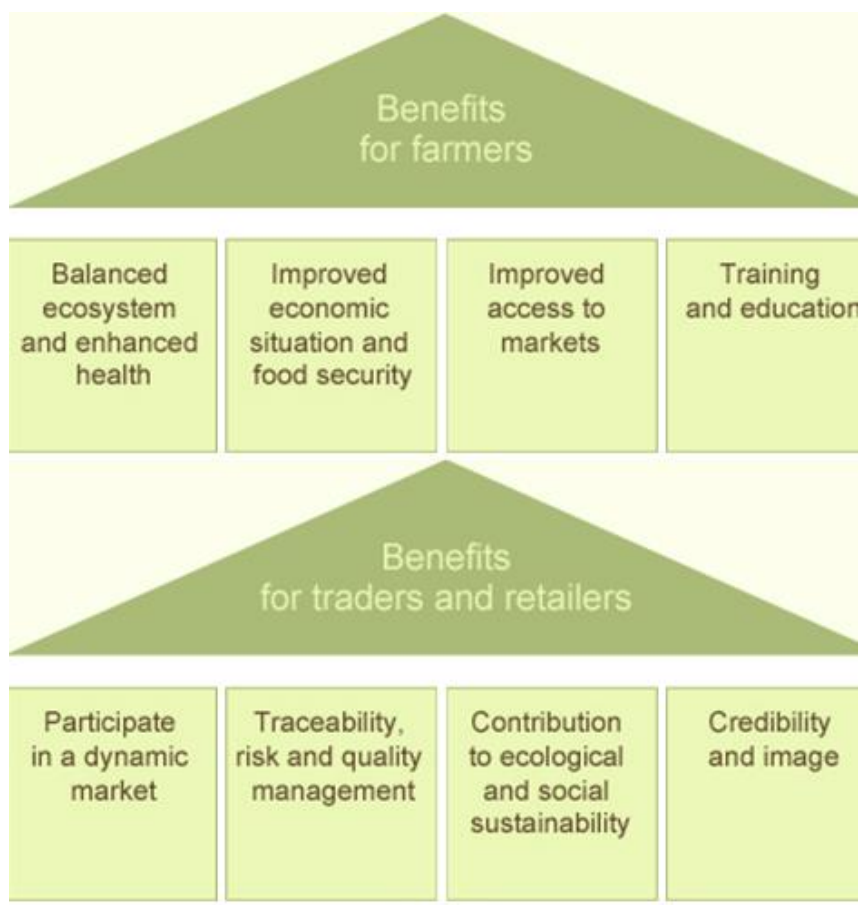 Benefits
for farmers
Balanced
ecosystem
and enhanced
health
Improved
economic
situation and
food security
Improved
access to
markets
Training
and education
Benefits
for traders and retailers
Participate
in a dynamic
market
Traceability,
risk and quality
management
Contribution
to ecological
and social
sustainability
Credibility
and image